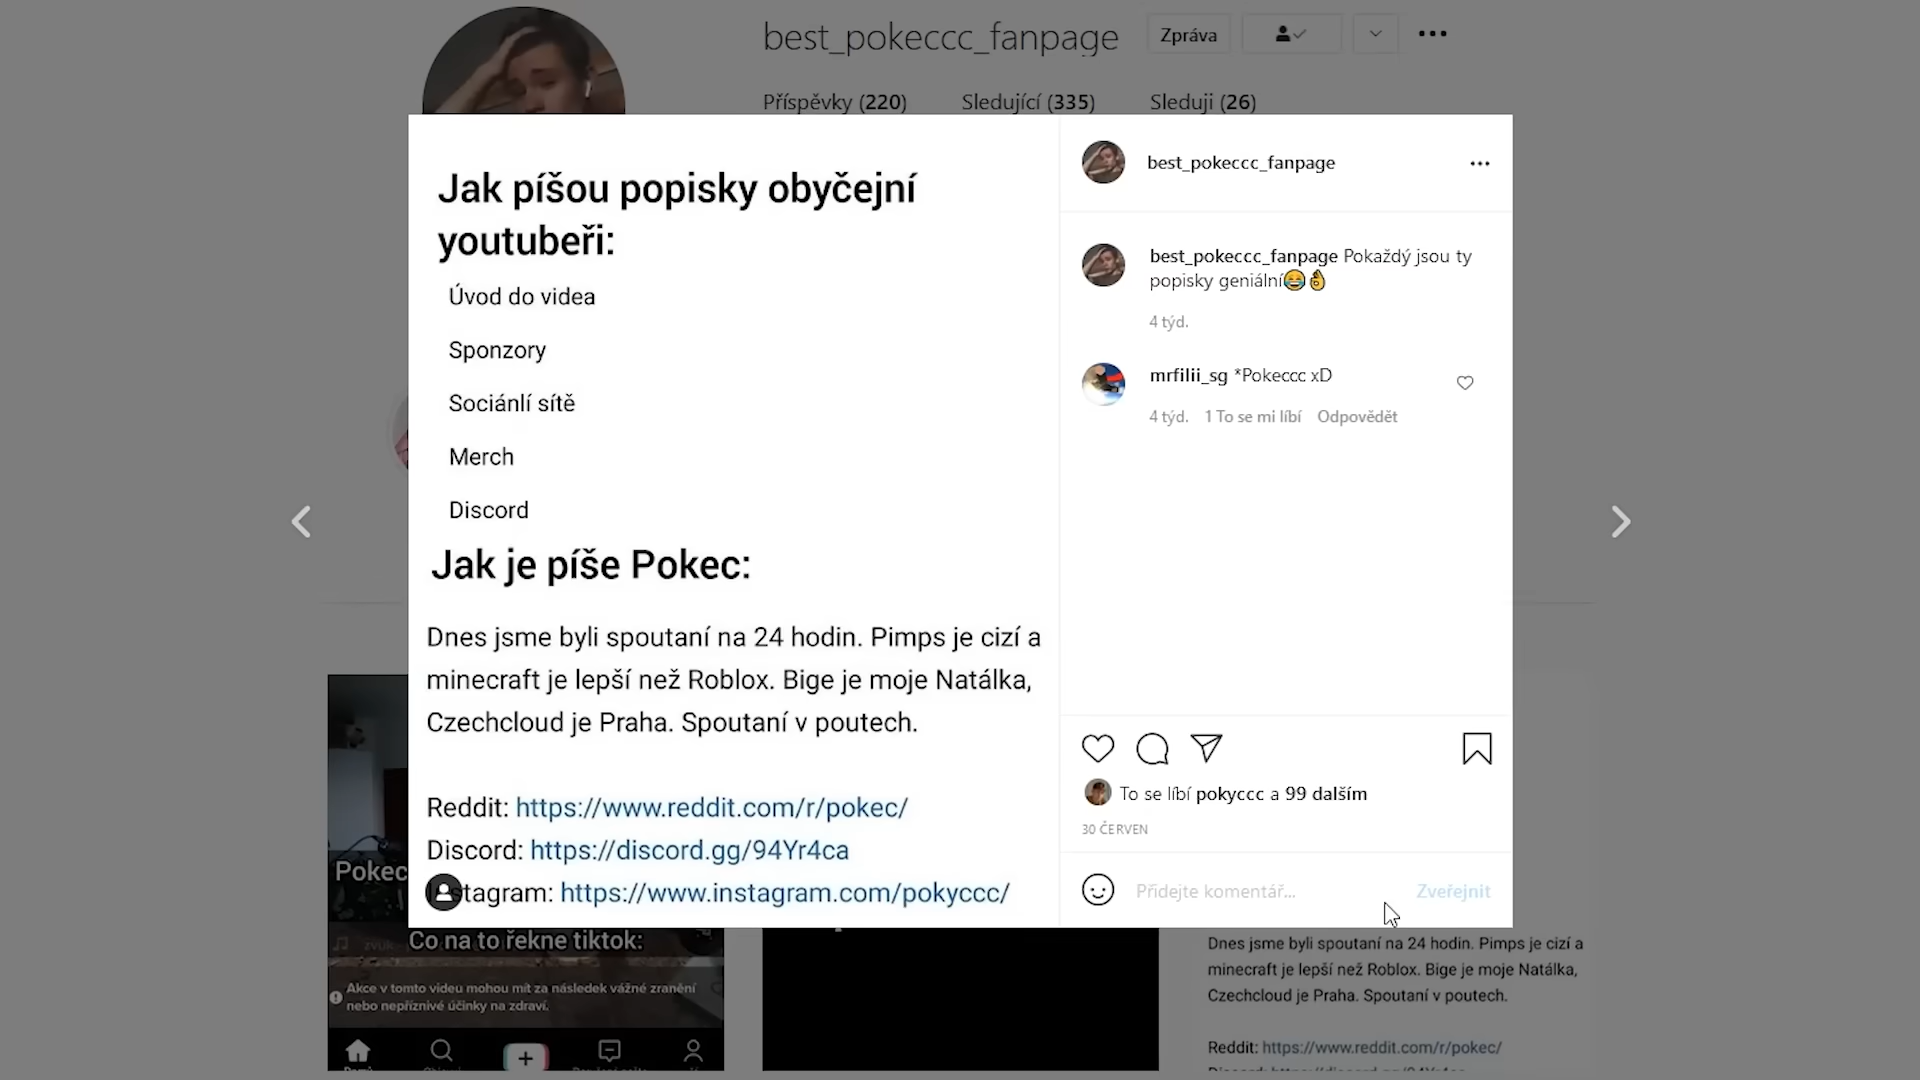 best_pokeccc_fanpage
Zpráva
Příspěvky (220) Sledující (335) Sleduji (26)
Jak píšou popisky obyčejní
youtubeři:
Úvod do videa
Sponzory
Sociánlí sítě
Merch
Discord
Jak je píše Pokec:
Dnes jsme byli spoutaní na 24 hodin. Pimps je cizí a
minecraft je lepší než Roblox. Bige je moje Natálka,
Czechcloud je Praha. Spoutaní v poutech.
Reddit: https://www.reddit.com/r/pokec/
Discord: https://discord.gg/94Yr4ca
stagram: https://www.instagram.com/pokyccc/
best_pokeccc_fanpage
best_pokeccc_fanpage Pokaždý jsou ty
popisky geniální😂👌
4 týd.
mrfilii_sg *Pokeccc xD
4 týd. 1 To se mi líbí Odpovědět
To se líbí pokyccc a 99 dalším
30 ČERVEN
Přidejte komentář...
Zveřejnit
Pokec
Co na to řekne tiktok:
Akce v tomto videu mohou mít za následek vážné zranění
nebo nepříznivé účinky na zdraví.
Dnes jsme byli spoutaní na 24 hodin. Pimps je cizí a
minecraft je lepší než Roblox. Bige je moje Natálka,
Czechcloud je Praha. Spoutaní v poutech.
Reddit: https://www.reddit.com/r/pokec/